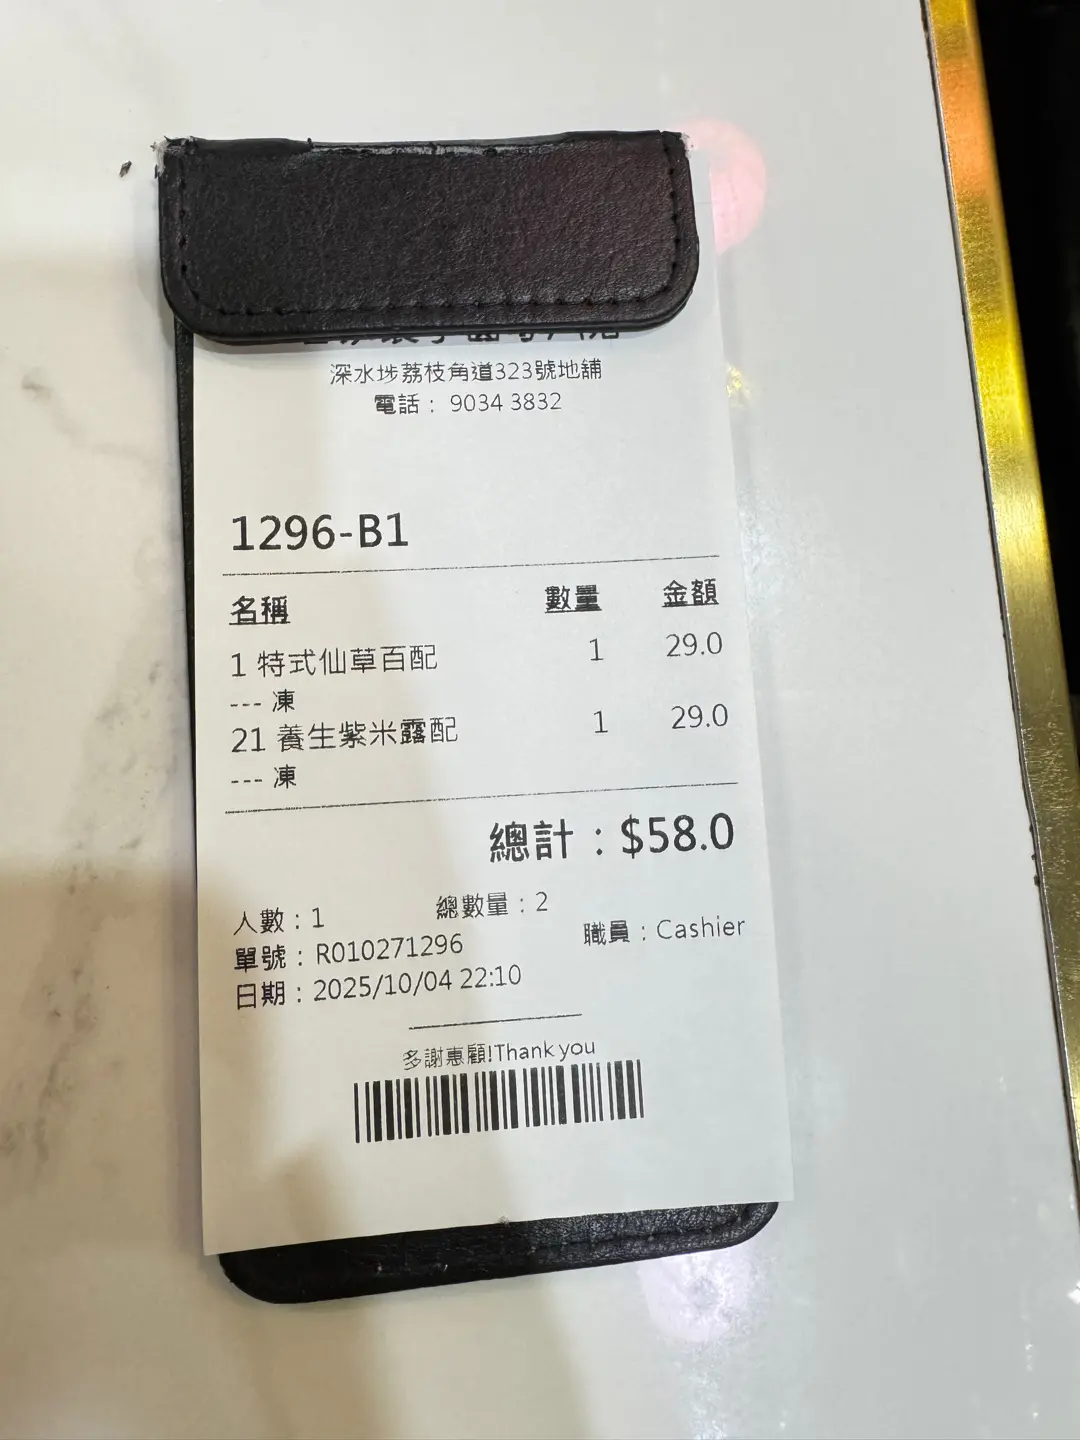 深水埗荔枝角道323號地舖
電話： 9034 3832
1296-B1
名稱 數量 金額
1 特式仙草百配 1 29.0
--- 凍
21 養生紫米露配 1 29.0
--- 凍
總計：$58.0
人數：1 總數量：2
單號：R010271296 職員：Cashier
日期：2025/10/04 22:10
多謝惠顧!Thank you